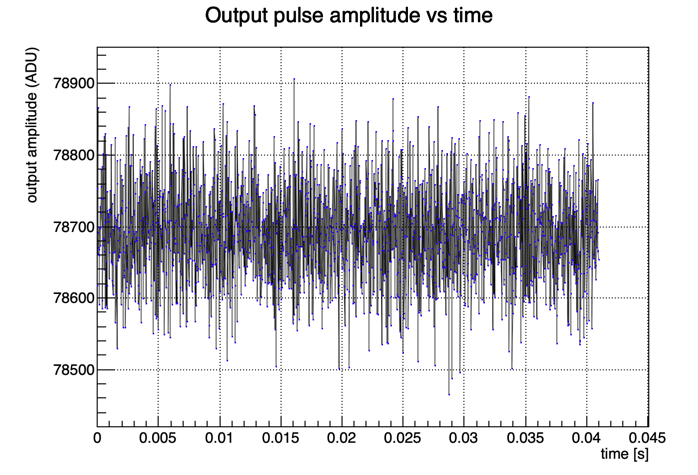 Output pulse amplitude vs time
output amplitude (ADU)
78900
78800
78700
78600
78500
0 0.005 0.01 0.015 0.02 0.025 0.03 0.035 0.04 0.045
time [s]